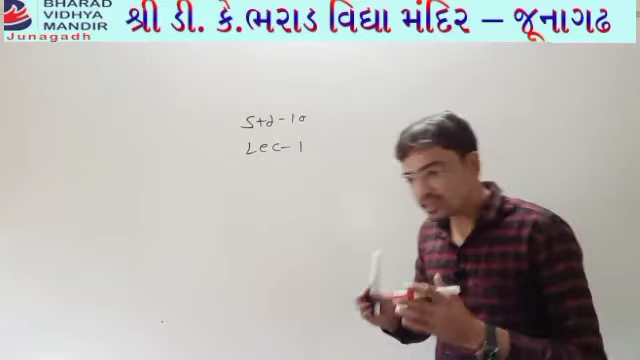 BHARAD
VIDHYA
MANDIR
Junagadh
શ્રી ડી. કે.ભરાડ વિદ્યા મંદિર – જૂનાગઢ
Std-10
Lec-1